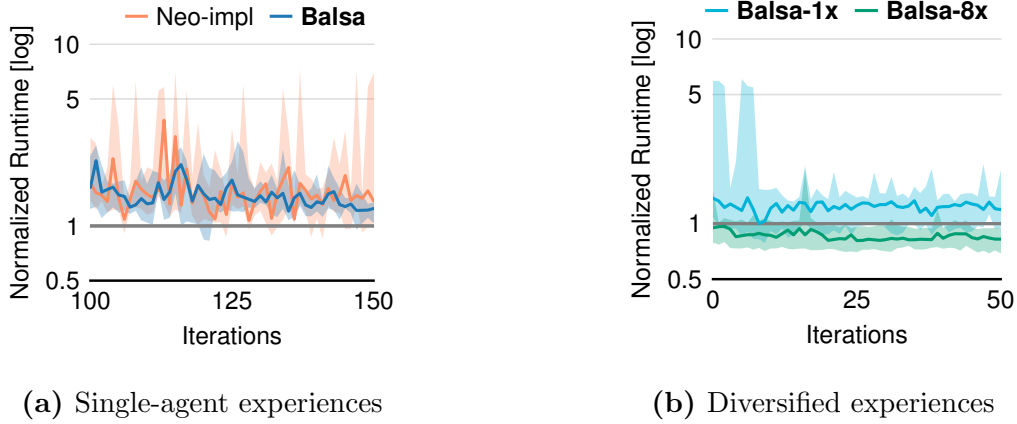 Neo-impl Balsa
Normalized Runtime [log]
10
5
1
0.5
100 125 150
Iterations
(a) Single-agent experiences
Balsa-1x Balsa-8x
Normalized Runtime [log]
10
5
1
0.5
0 25 50
Iterations
(b) Diversified experiences